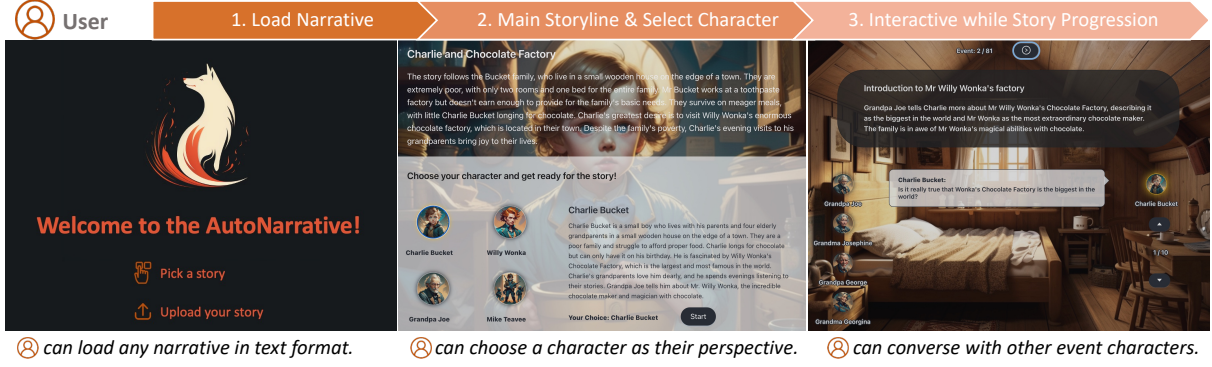 User
1. Load Narrative
2. Main Storyline & Select Character
3. Interactive while Story Progression
Welcome to the AutoNarrative!
Pick a story
Upload your story
Charlie and Chocolate Factory
The story follows the Bucket family, who live in a small wooden house on the edge of a town. They are
extremely poor, with only two rooms and one bed for the entire family. Mr Bucket works at a toothpaste
factory but doesn't earn enough to provide for the family's basic needs. They survive on meager meals,
with little Charlie Bucket longing for chocolate. Charlie's greatest desire is to visit Willy Wonka's enormous
chocolate factory, which is located in their town. Despite the family's poverty, Charlie's evening visits to his
grandparents bring joy to their lives.
Choose your character and get ready for the story!
Charlie Bucket
Willy Wonka
Grandpa Joe
Mike Teavee
Charlie Bucket
Charlie Bucket is a small boy who lives with his parents and four elderly
grandparents in a small wooden house on the edge of a town. They are a
poor family and struggle to afford proper food. Charlie longs for chocolate
but can only have it on his birthday. He is fascinated by Willy Wonka's
Chocolate Factory, which is the largest and most famous in the world.
Charlie's grandparents love him dearly, and he spends evenings listening to
their stories. Grandpa Joe tells him about Mr. Willy Wonka, the incredible
chocolate maker and magician with chocolate.
Your Choice: Charlie Bucket
Start
Event: 2 / 81
Introduction to Mr Willy Wonka's factory
Grandpa Joe tells Charlie more about Mr Willy Wonka's Chocolate Factory, describing it
as the biggest in the world and Mr Wonka as the most extraordinary chocolate maker.
The family is in awe of Mr Wonka's magical abilities with chocolate.
Charlie Bucket:
Is it really true that Wonka's Chocolate Factory is the biggest in the
world?
Grandpa Joe
Grandma Josephine
Grandpa George
Grandma Georgina
Charlie Bucket
1 / 10
can load any narrative in text format.
can choose a character as their perspective.
can converse with other event characters.